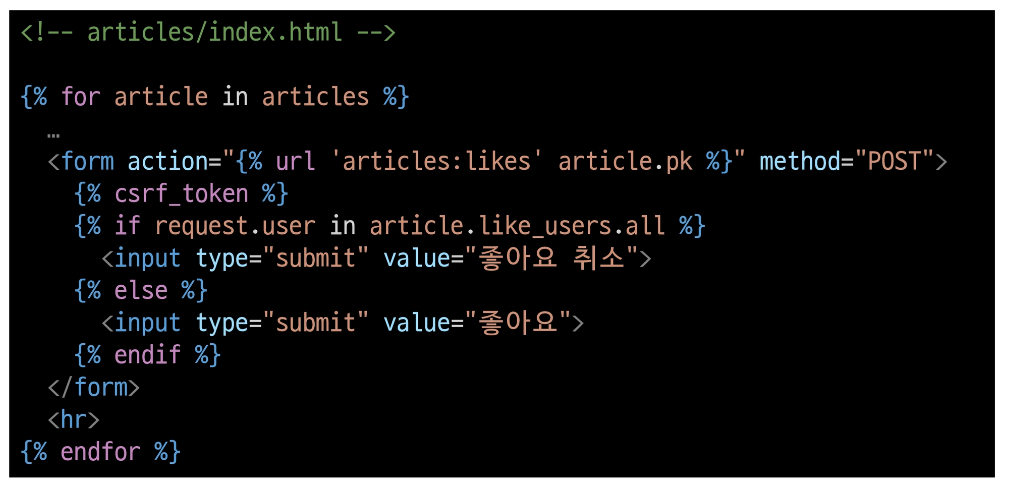 <!-- articles/index.html -->
{% for article in articles %}
…
<form action="{% url 'articles:likes' article.pk %}" method="POST">
{% csrf_token %}
{% if request.user in article.like_users.all %}
<input type="submit" value="좋아요 취소">
{% else %}
<input type="submit" value="좋아요">
{% endif %}
</form>
<hr>
{% endfor %}